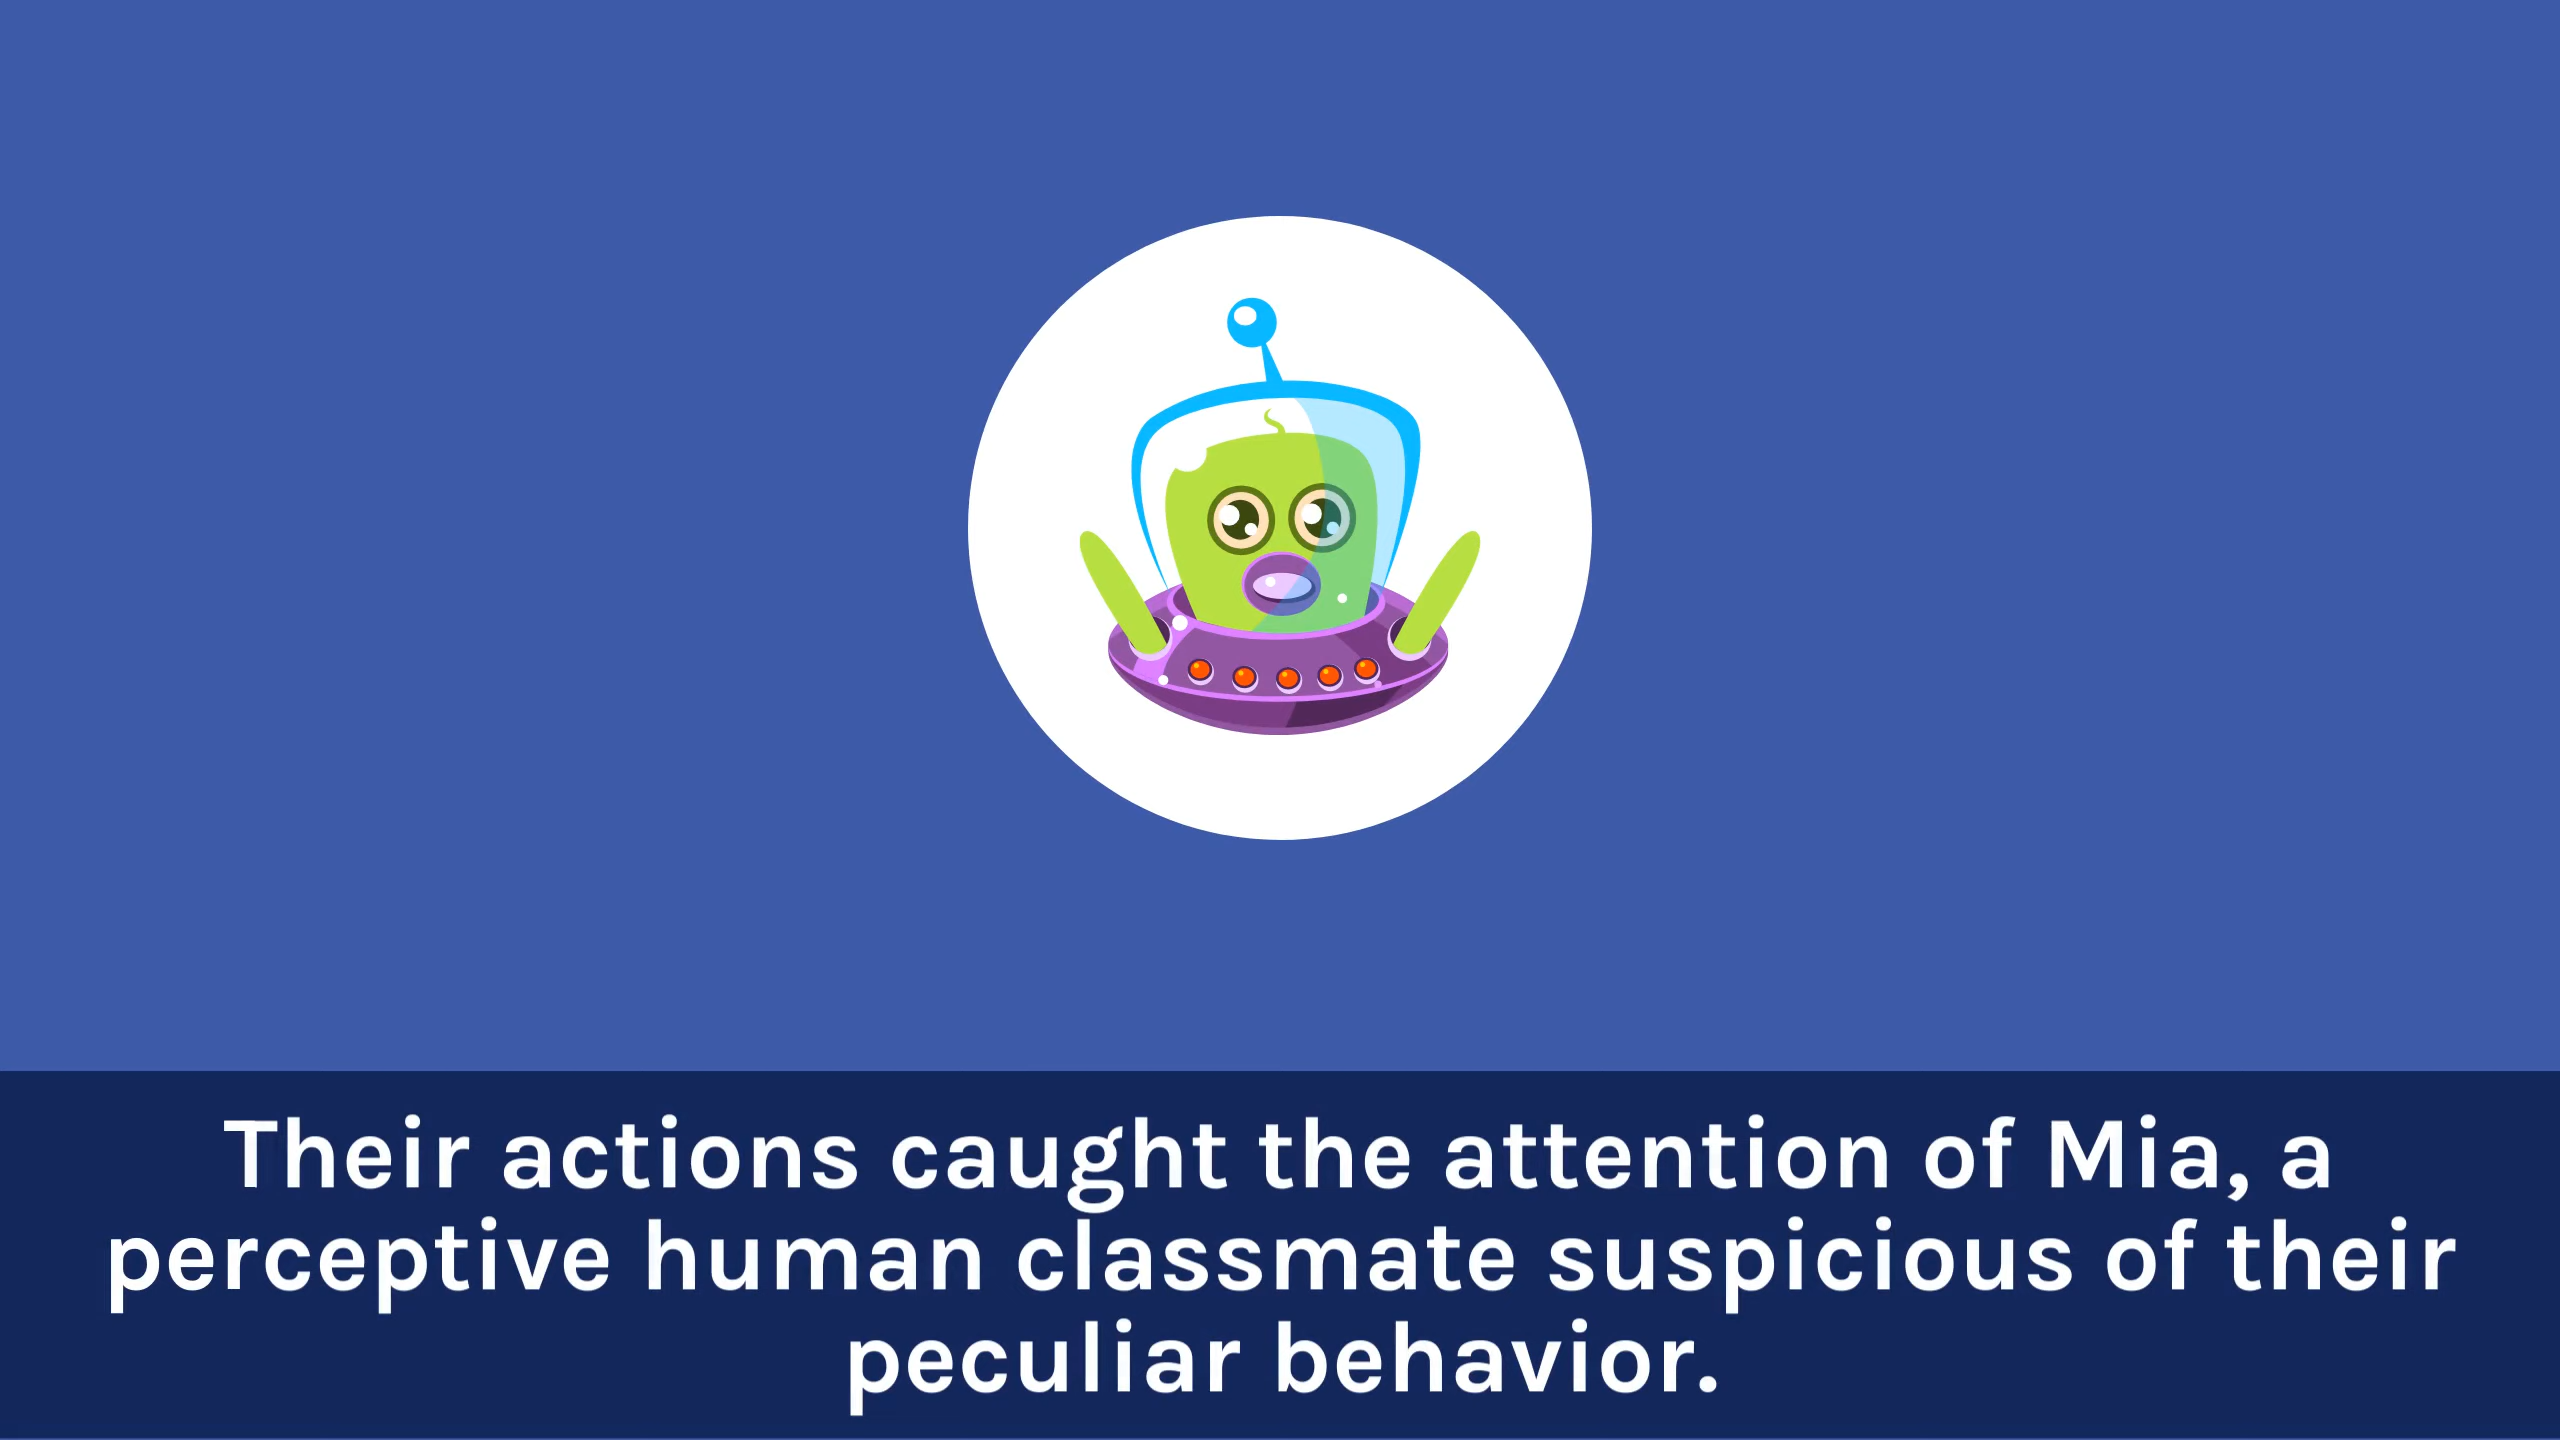 Their actions caught the attention of Mia, a
perceptive human classmate suspicious of their
peculiar behavior.